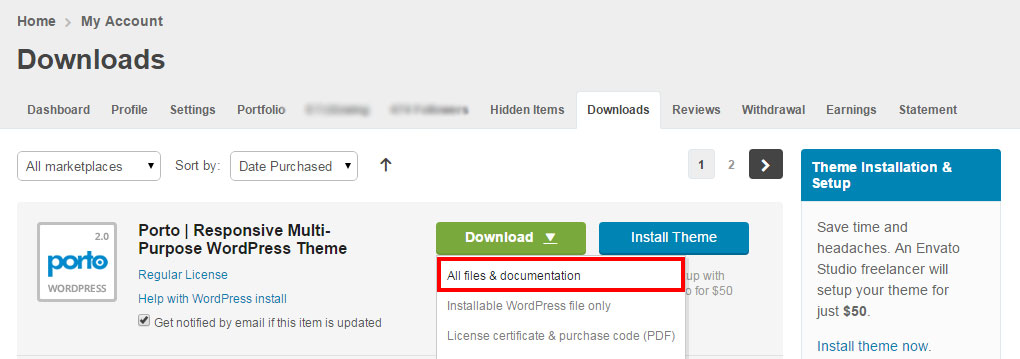 Home > My Account
Downloads
Dashboard Profile Settings Portfolio Followers Hidden Items Downloads Reviews Withdrawal Earnings Statement
All marketplaces Sort by: Date Purchased 1 2
Theme Installation &
Setup
2.0
porto
WORDPRESS
Porto | Responsive Multi-
Purpose WordPress Theme
Regular License
Help with WordPress install
Get notified by email if this item is updated
Download Install Theme
All files & documentation
up with
o for $50
Installable WordPress file only
License certificate & purchase code (PDF)
Save time and
headaches. An Envato
Studio freelancer will
setup your theme for
just $50.
Install theme now.